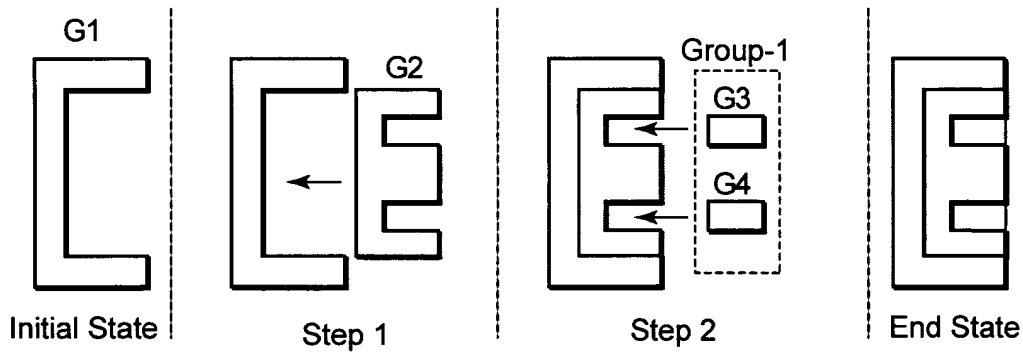 G1
Initial State
G2
Step 1
Group-1
G3
G4
Step 2
End State